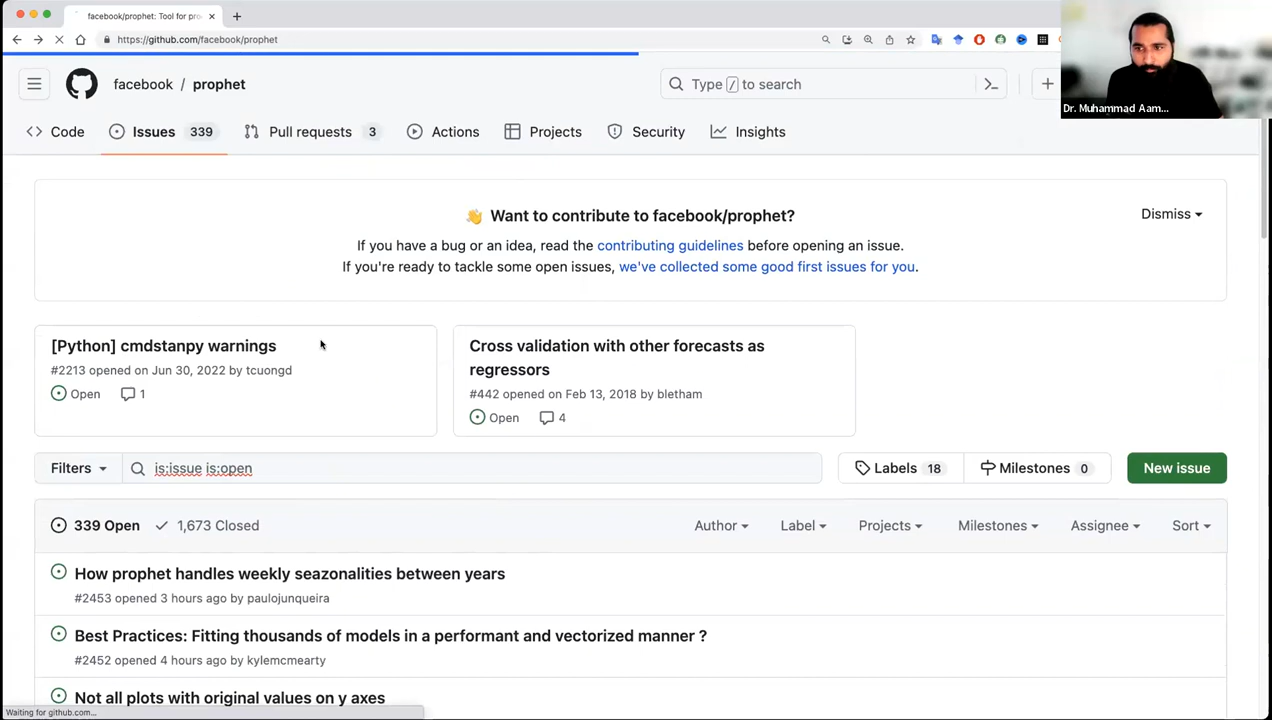 facebook/prophet: Tool for pro
https://github.com/facebook/prophet
Dr. Muhammad Aam...
facebook / prophet
Type / to search
Code
Issues 339
Pull requests 3
Actions
Projects
Security
Insights
👋 Want to contribute to facebook/prophet?
Dismiss
If you have a bug or an idea, read the contributing guidelines before opening an issue.
If you're ready to tackle some open issues, we've collected some good first issues for you.
[Python] cmdstanpy warnings
#2213 opened on Jun 30, 2022 by tcuongd
Open 1
Cross validation with other forecasts as
regressors
#442 opened on Feb 13, 2018 by bletham
Open 4
Filters
is:issue is:open
Labels 18
Milestones 0
New issue
339 Open
1,673 Closed
Author
Label
Projects
Milestones
Assignee
Sort
How prophet handles weekly seazonalities between years
#2453 opened 3 hours ago by paulojunqueira
Best Practices: Fitting thousands of models in a performant and vectorized manner ?
#2452 opened 4 hours ago by kylemcmearty
Not all plots with original values on y axes
Waiting for github.com...